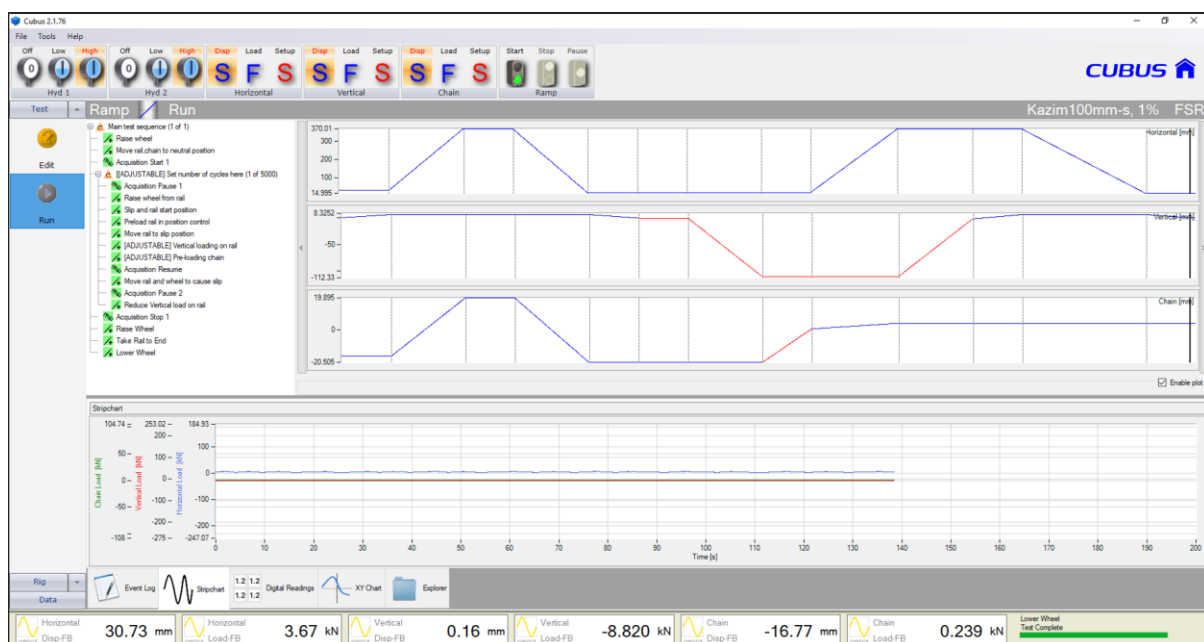 Cubus 2.1.76
File Tools Help
Off Low High Off Low High Disp Load Setup Disp Load Setup Disp Load Setup Start Stop Pause
0 0 S F S S F S S F S
Hyd 1 Hyd 2 Horizontal Vertical Chain Ramp
CUBUS
Test Ramp Run Kazim100mm-s, 1% FSR
Edit
Run
Main test sequence (1 of 1)
Raise wheel
Move rail,chain to neutral position
Acquisition Start 1
[[ADJUSTABLE] Set number of cycles here (1 of 5000)
Acquisition Pause 1
Raise wheel from rail
Slip and rail start position
Preload rail in position control
Move rail to slip position
[ADJUSTABLE] Vertical loading on rail
[ADJUSTABLE] Pre-loading chain
Acquisition Resume
Move rail and wheel to cause slip
Acquisition Pause 2
Reduce Vertical load on rail
Acquisition Stop 1
Raise Wheel
Take Rail to End
Lower Wheel
370.01
Horizontal [mm]
300
200
100
14.995
8.3252
Vertical [mm]
-50
-112.33
19.895
Chain [mm]
0
-20.505
Enable plot
Stripchart
104.74 253.02 184.93
200
100
50 100
0 0 0
-50 -100 -100
-200 -200
-108 -275 -247.07
Chain Load [kN]
Vertical Load [kN]
Horizontal Load [kN]
0 10 20 30 40 50 60 70 80 90 100 110 120 130 140 150 160 170 180 190 200
Time [s]
Rig
Data
Event Log Stripchart 1.2 1.2 1.2 1.2 Digital Readings XY Chart Explorer
Horizontal Disp-FB 30.73 mm
Horizontal Load-FB 3.67 kN
Vertical Disp-FB 0.16 mm
Vertical Load-FB -8.820 kN
Chain Disp-FB -16.77 mm
Chain Load-FB 0.239 kN
Lower Wheel
Test Complete